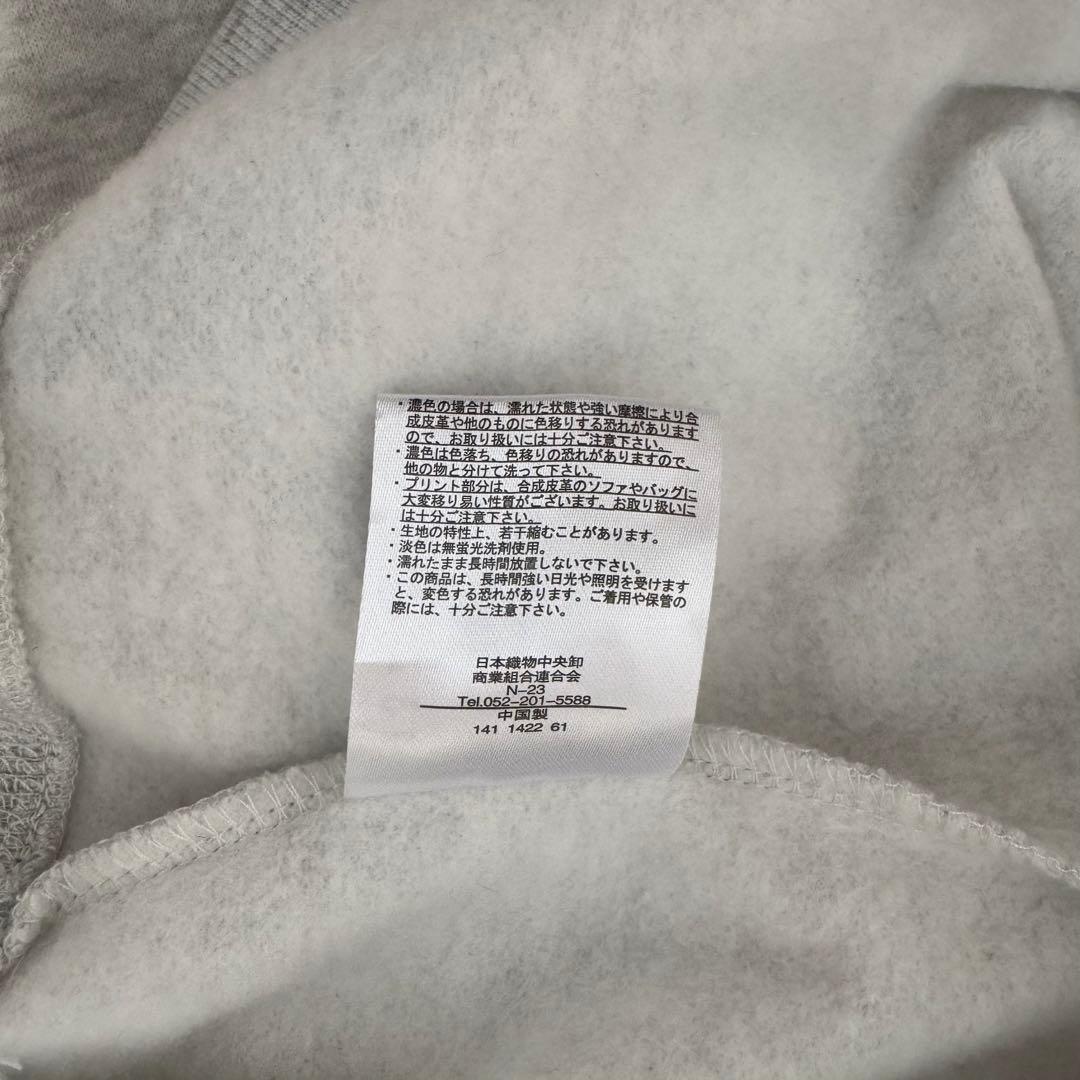 ・濃色の場合は、濡れた状態や強い摩擦により合
成皮革や他のものに色移りする恐れがあります
ので、お取り扱いには十分ご注意下さい。
・濃色は色落ち、色移りの恐れがありますので、
他の物と分けて洗って下さい。
・プリント部分は、合成皮革のソファやバッグに
大変移り易い性質がございます。お取り扱いに
は十分ご注意下さい。
・生地の特性上、若干縮むことがあります。
・淡色は無蛍光洗剤使用。
・濡れたまま長時間放置しないで下さい。
・この商品は、長時間強い日光や照明を受けます
と、変色する恐れがあります。ご着用や保管の
際には、十分ご注意下さい。
日本織物中央卸
商業組合連合会
N-23
Tel.052-201-5588
中国製
141 1422 61